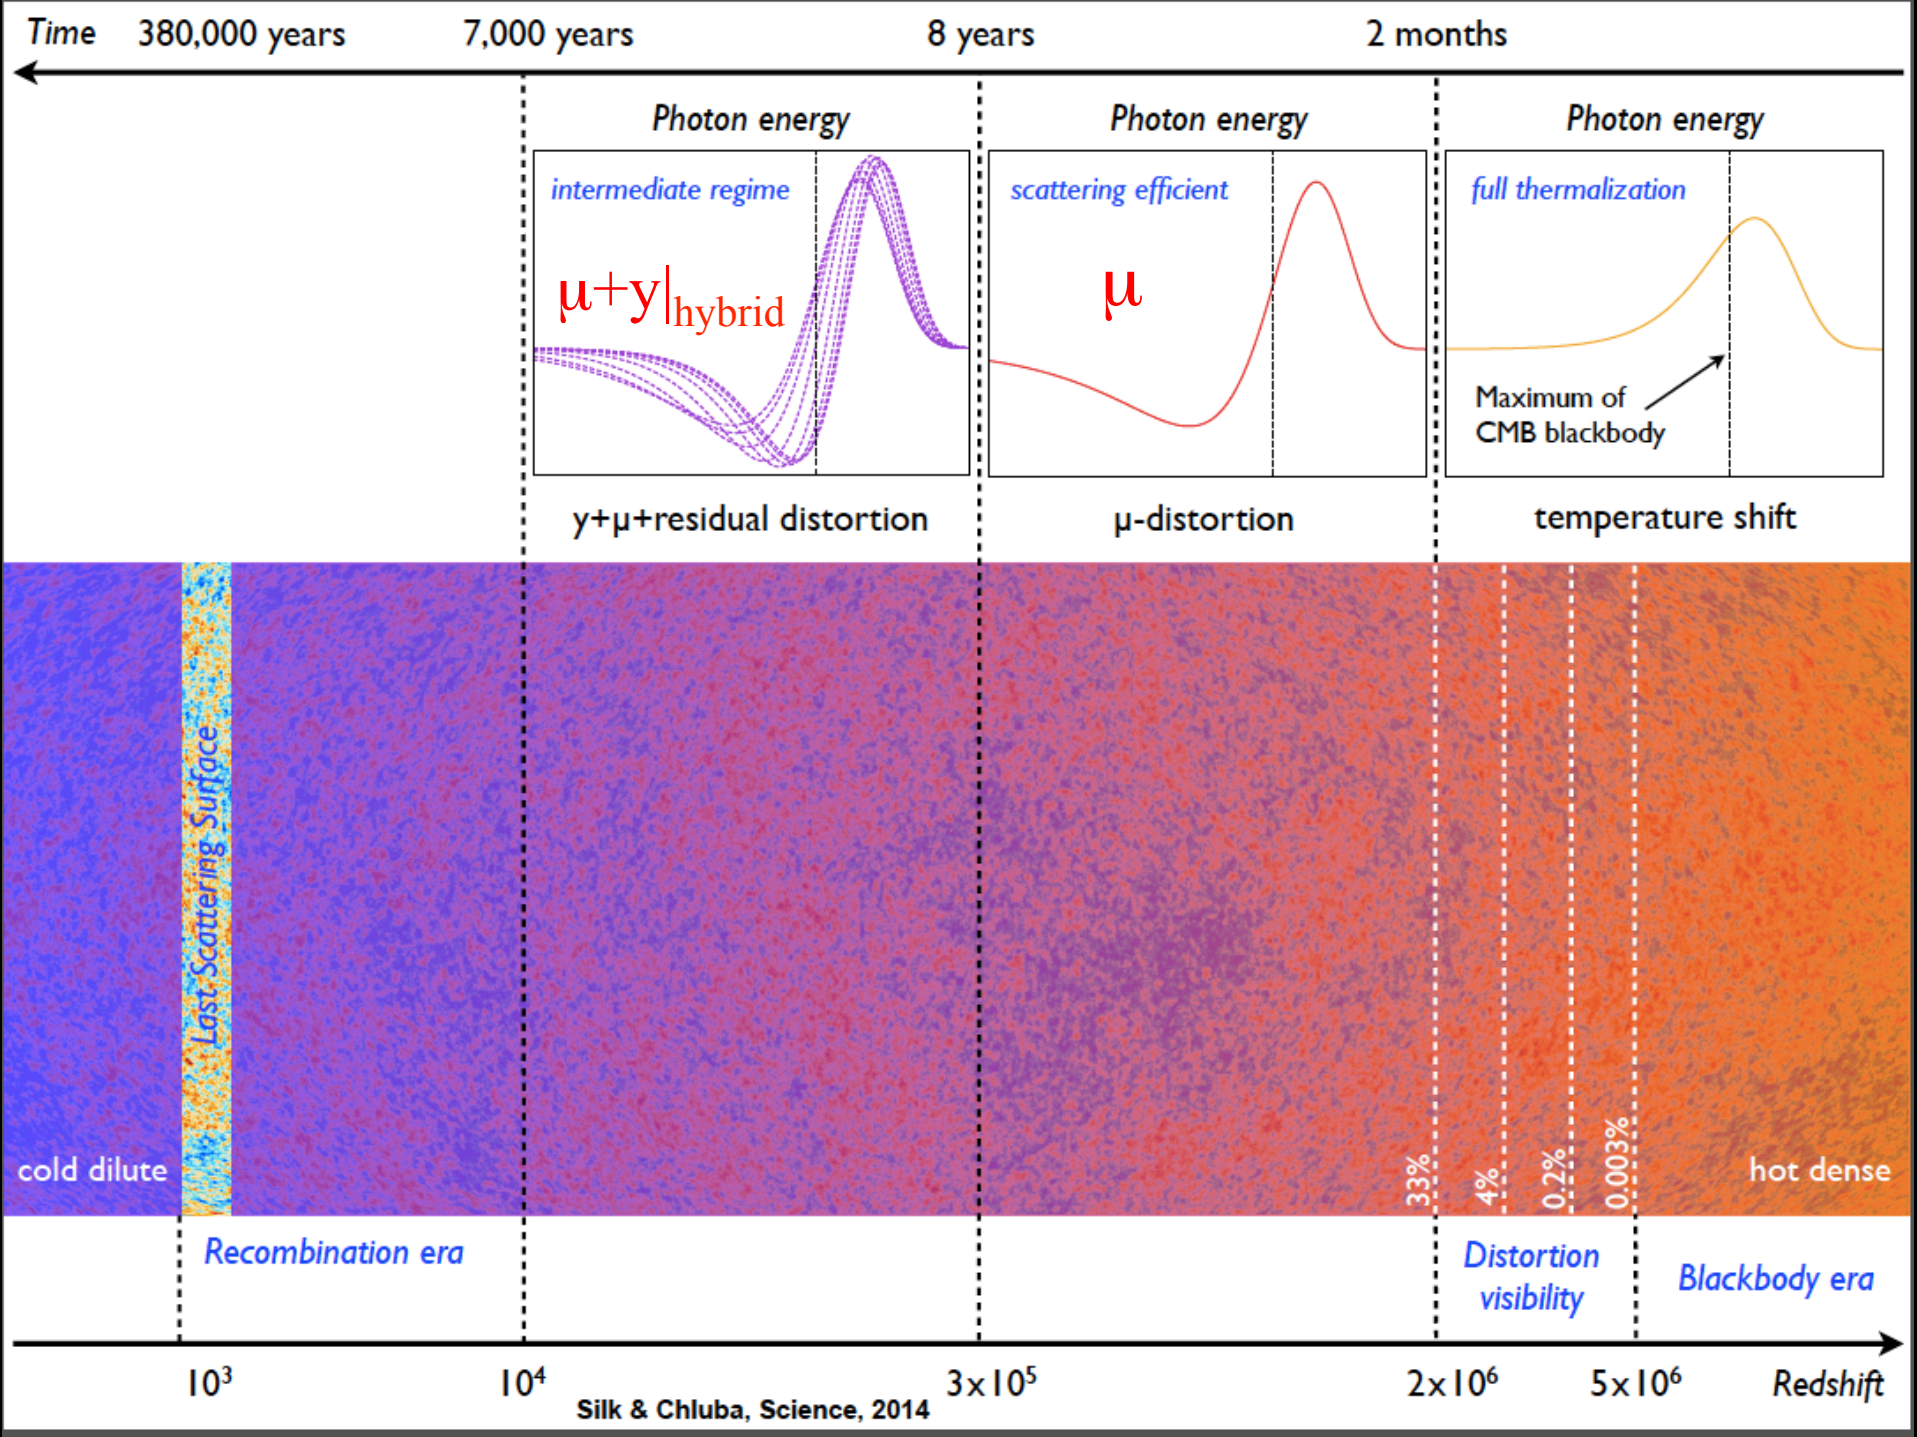 Time 380,000 years 7,000 years 8 years 2 months
Photon energy Photon energy Photon energy
intermediate regime
μ+y|hybrid
scattering efficient
μ
full thermalization
Maximum of
CMB blackbody
y+μ+residual distortion μ-distortion temperature shift
Last Scattering Surface
cold dilute
33%
4%
0.2%
0.003%
hot dense
Recombination era
Distortion
visibility
Blackbody era
10³ 10⁴ 3x10⁵ 2x10⁶ 5x10⁶ Redshift
Silk & Chluba, Science, 2014